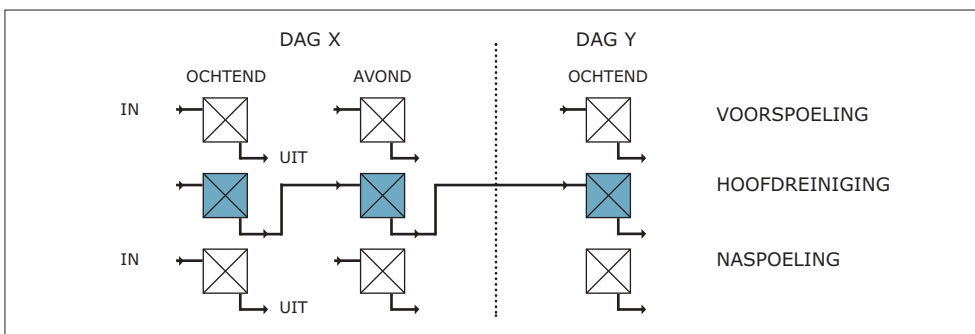 DAG X
DAG Y
OCHTEND
AVOND
OCHTEND
IN
VOORSPOELING
UIT
HOOFDREINIGING
IN
NASPOELING
UIT